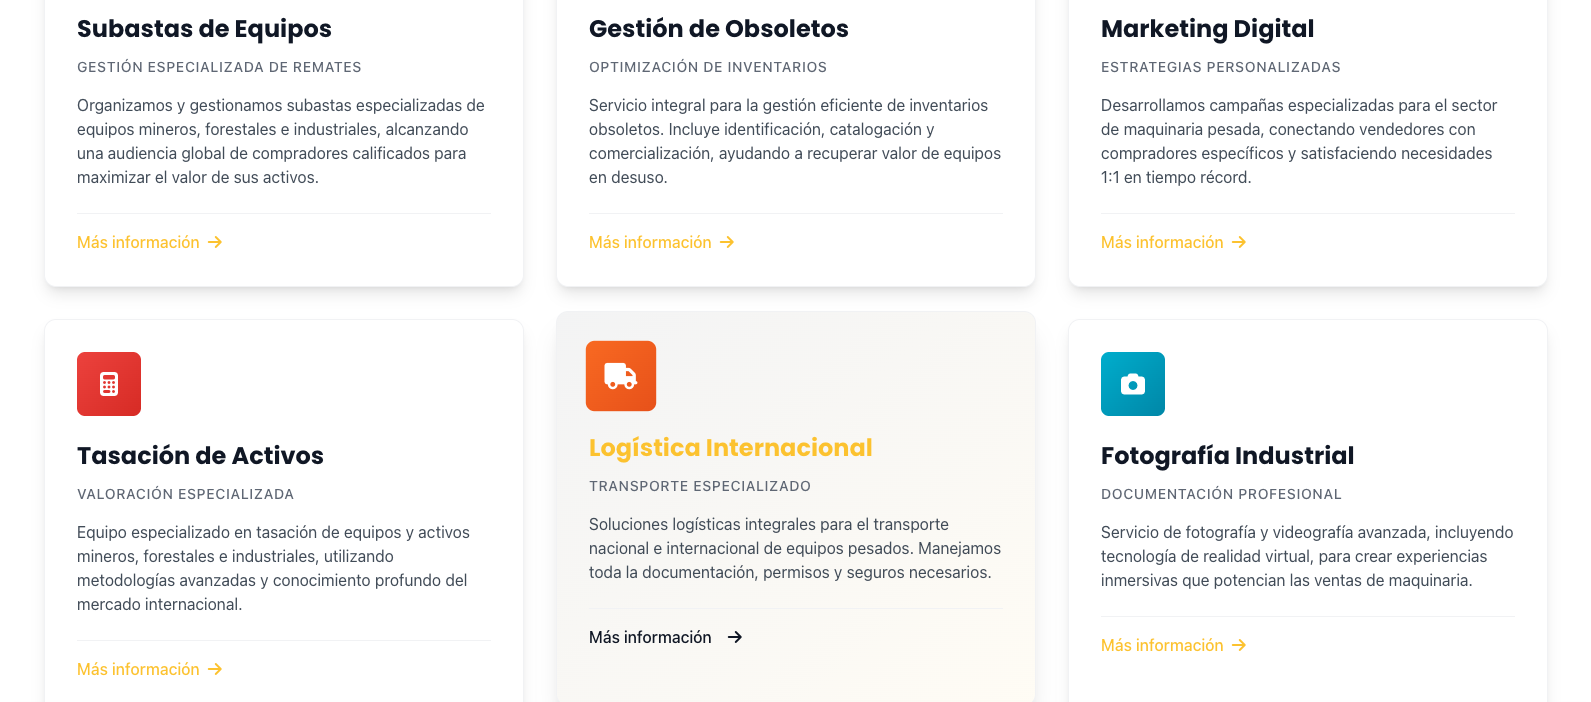 Subastas de Equipos
GESTIÓN ESPECIALIZADA DE REMATES
Organizamos y gestionamos subastas especializadas de
equipos mineros, forestales e industriales, alcanzando
una audiencia global de compradores calificados para
maximizar el valor de sus activos.
Más información
Gestión de Obsoletos
OPTIMIZACIÓN DE INVENTARIOS
Servicio integral para la gestión eficiente de inventarios
obsoletos. Incluye identificación, catalogación y
comercialización, ayudando a recuperar valor de equipos
en desuso.
Más información
Marketing Digital
ESTRATEGIAS PERSONALIZADAS
Desarrollamos campañas especializadas para el sector
de maquinaria pesada, conectando vendedores con
compradores específicos y satisfaciendo necesidades
1:1 en tiempo récord.
Más información
Tasación de Activos
VALORACIÓN ESPECIALIZADA
Equipo especializado en tasación de equipos y activos
mineros, forestales e industriales, utilizando
metodologías avanzadas y conocimiento profundo del
mercado internacional.
Más información
Logística Internacional
TRANSPORTE ESPECIALIZADO
Soluciones logísticas integrales para el transporte
nacional e internacional de equipos pesados. Manejamos
toda la documentación, permisos y seguros necesarios.
Más información
Fotografía Industrial
DOCUMENTACIÓN PROFESIONAL
Servicio de fotografía y videografía avanzada, incluyendo
tecnología de realidad virtual, para crear experiencias
inmersivas que potencian las ventas de maquinaria.
Más información